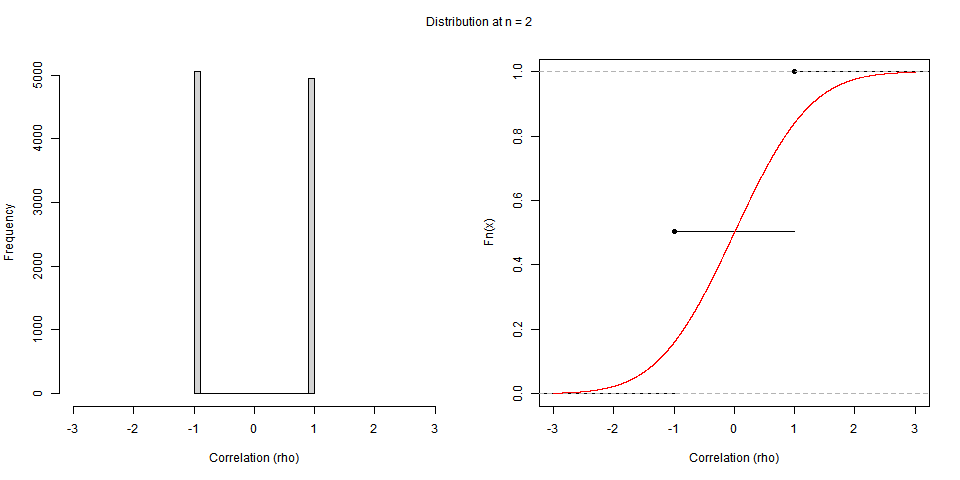 Distribution at n = 2
Frequency
5000
4000
3000
2000
1000
0
-3 -2 -1 0 1 2 3
Correlation (rho)
Fn(x)
1.0
0.8
0.6
0.4
0.2
0.0
-3 -2 -1 0 1 2 3
Correlation (rho)